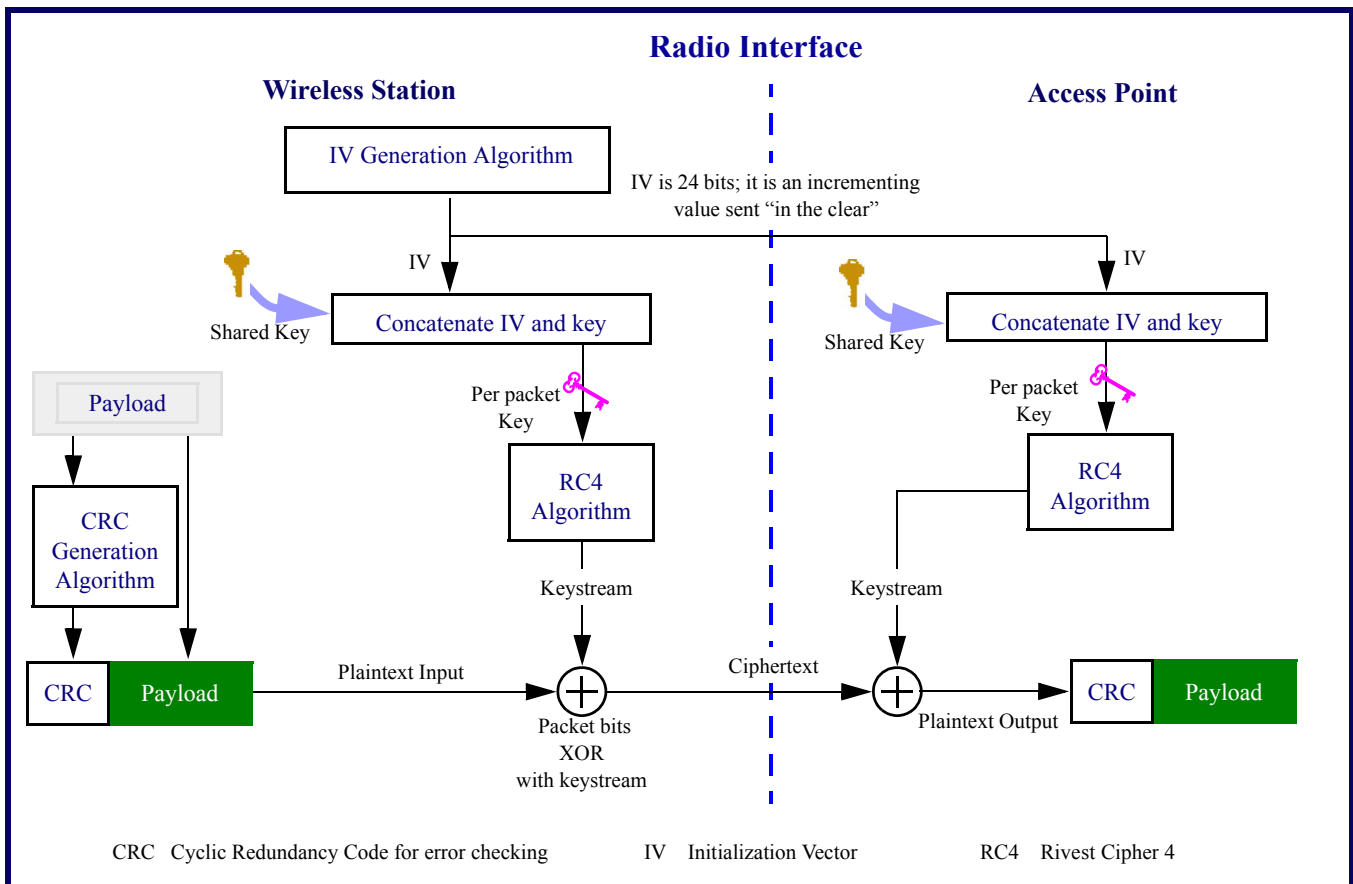 Radio Interface
Wireless Station
Access Point
IV Generation Algorithm
IV is 24 bits; it is an incrementing
value sent “in the clear”
IV
IV
Shared Key
Concatenate IV and key
Shared Key
Concatenate IV and key
Per packet
Key
Per packet
Key
Payload
RC4
Algorithm
RC4
Algorithm
CRC
Generation
Algorithm
Keystream
Keystream
CRC
Payload
Plaintext Input
Ciphertext
Packet bits
XOR
with keystream
Plaintext Output
CRC
Payload
CRC Cyclic Redundancy Code for error checking
IV Initialization Vector
RC4 Rivest Cipher 4